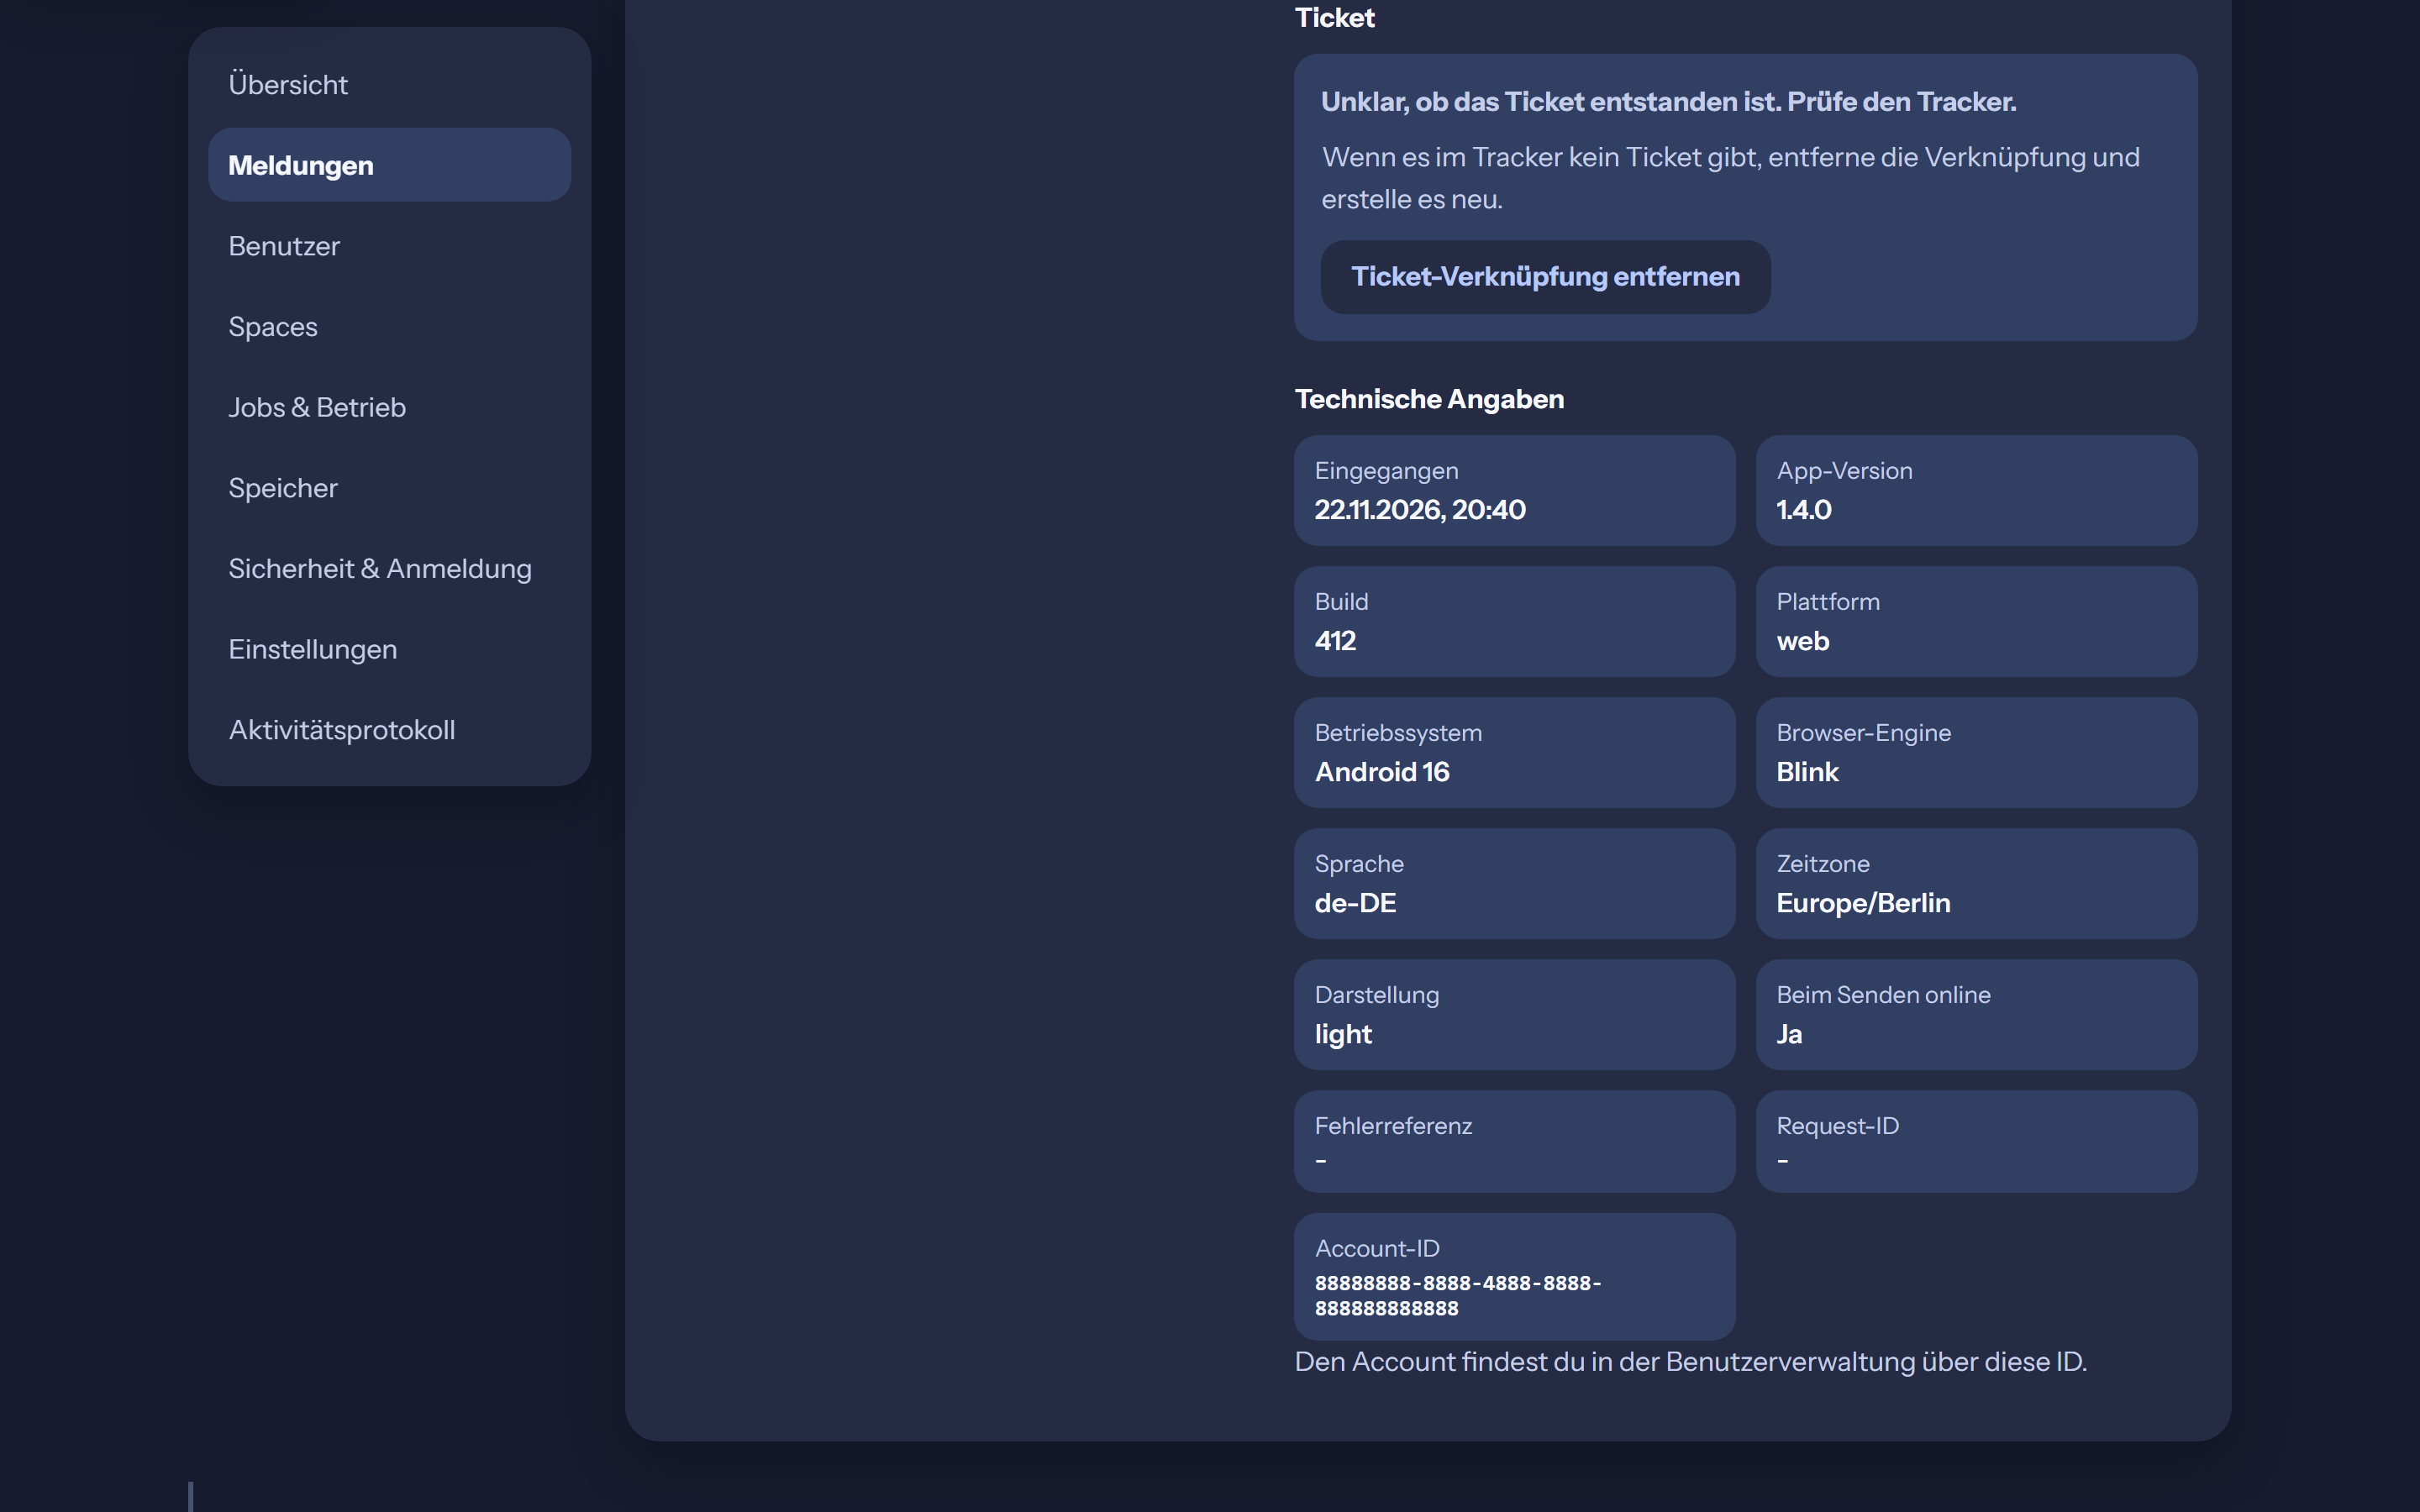 Übersicht
Meldungen
Benutzer
Spaces
Jobs & Betrieb
Speicher
Sicherheit & Anmeldung
Einstellungen
Aktivitätsprotokoll
Ticket
Unklar, ob das Ticket entstanden ist. Prüfe den Tracker.
Wenn es im Tracker kein Ticket gibt, entferne die Verknüpfung und
erstelle es neu.
Ticket-Verknüpfung entfernen
Technische Angaben
Eingegangen
22.11.2026, 20:40
App-Version
1.4.0
Build
412
Plattform
web
Betriebssystem
Android 16
Browser-Engine
Blink
Sprache
de-DE
Zeitzone
Europe/Berlin
Darstellung
light
Beim Senden online
Ja
Fehlerreferenz
-
Request-ID
-
Account-ID
88888888-8888-4888-8888-
888888888888
Den Account findest du in der Benutzerverwaltung über diese ID.